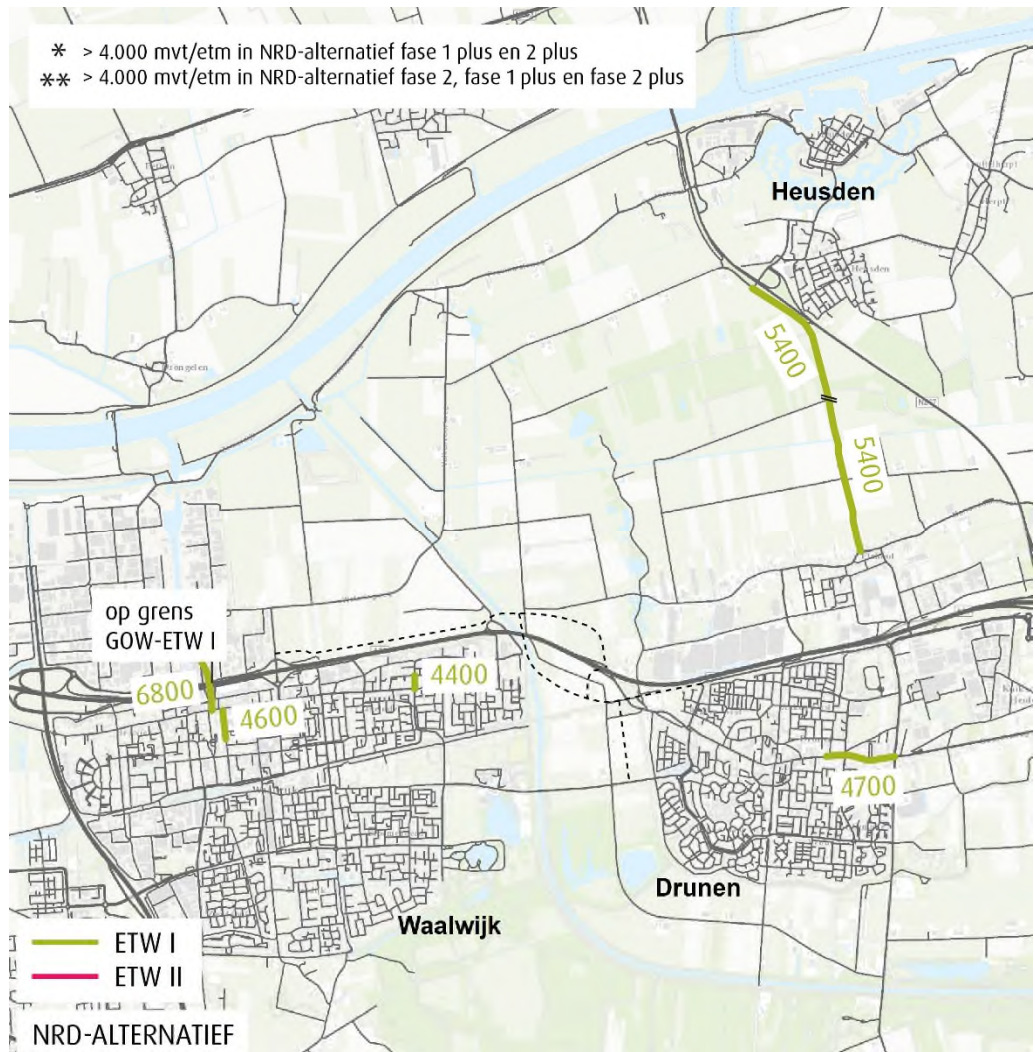 * > 4.000 mvt/etm in NRD-alternatief fase 1 plus en 2 plus
** > 4.000 mvt/etm in NRD-alternatief fase 2, fase 1 plus en fase 2 plus
Heusden
5400
5400
op grens
GOW-ETW I
6800
4600
4400
4700
Drunen
Waalwijk
ETW I
ETW II
NRD-ALTERNATIEF